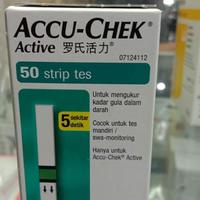 ACCU-CHEK®
Active 罗氏活力®
07124112
50 strip tes
5 sekitar
detik
Untuk mengukur
kadar gula dalam
darah
Cocok untuk tes
mandiri /
swa-monitoring
Hanya untuk
Accu-Chek® Active